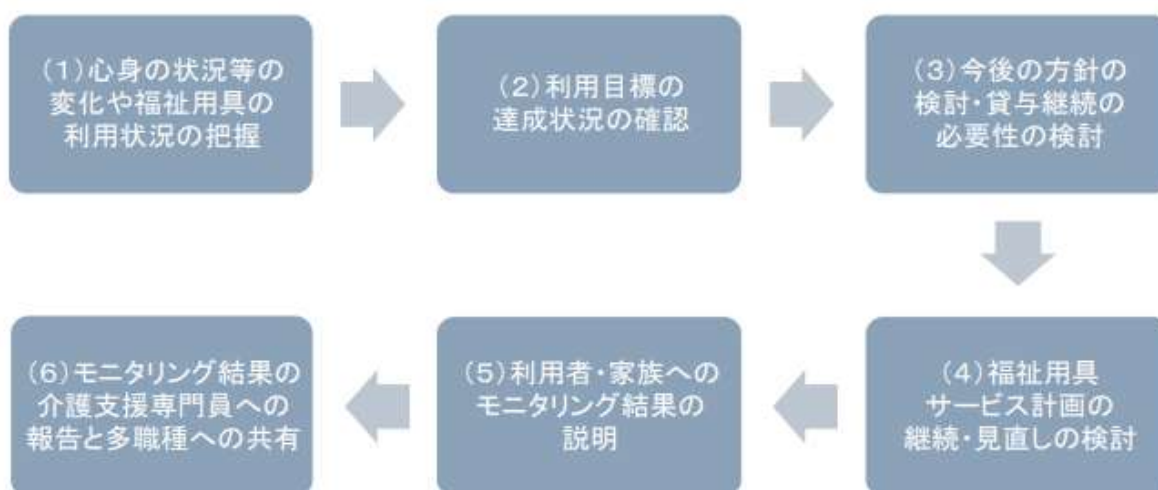 (1)心身の状況等の
変化や福祉用具の
利用状況の把握
(2)利用目標の
達成状況の確認
(3)今後の方針の
検討・貸与継続の
必要性の検討
(4)福祉用具
サービス計画の
継続・見直しの検討
(5)利用者・家族への
モニタリング結果の
説明
(6)モニタリング結果の
介護支援専門員への
報告と多職種への共有